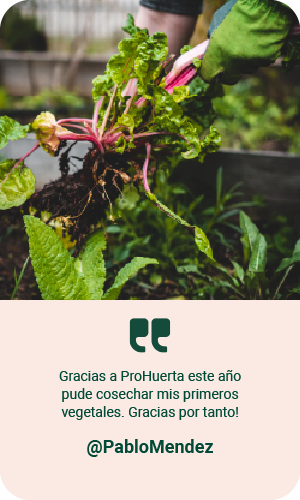 Gracias a ProHuerta este año
pude cosechar mis primeros
vegetales. Gracias por tanto!
@PabloMendez